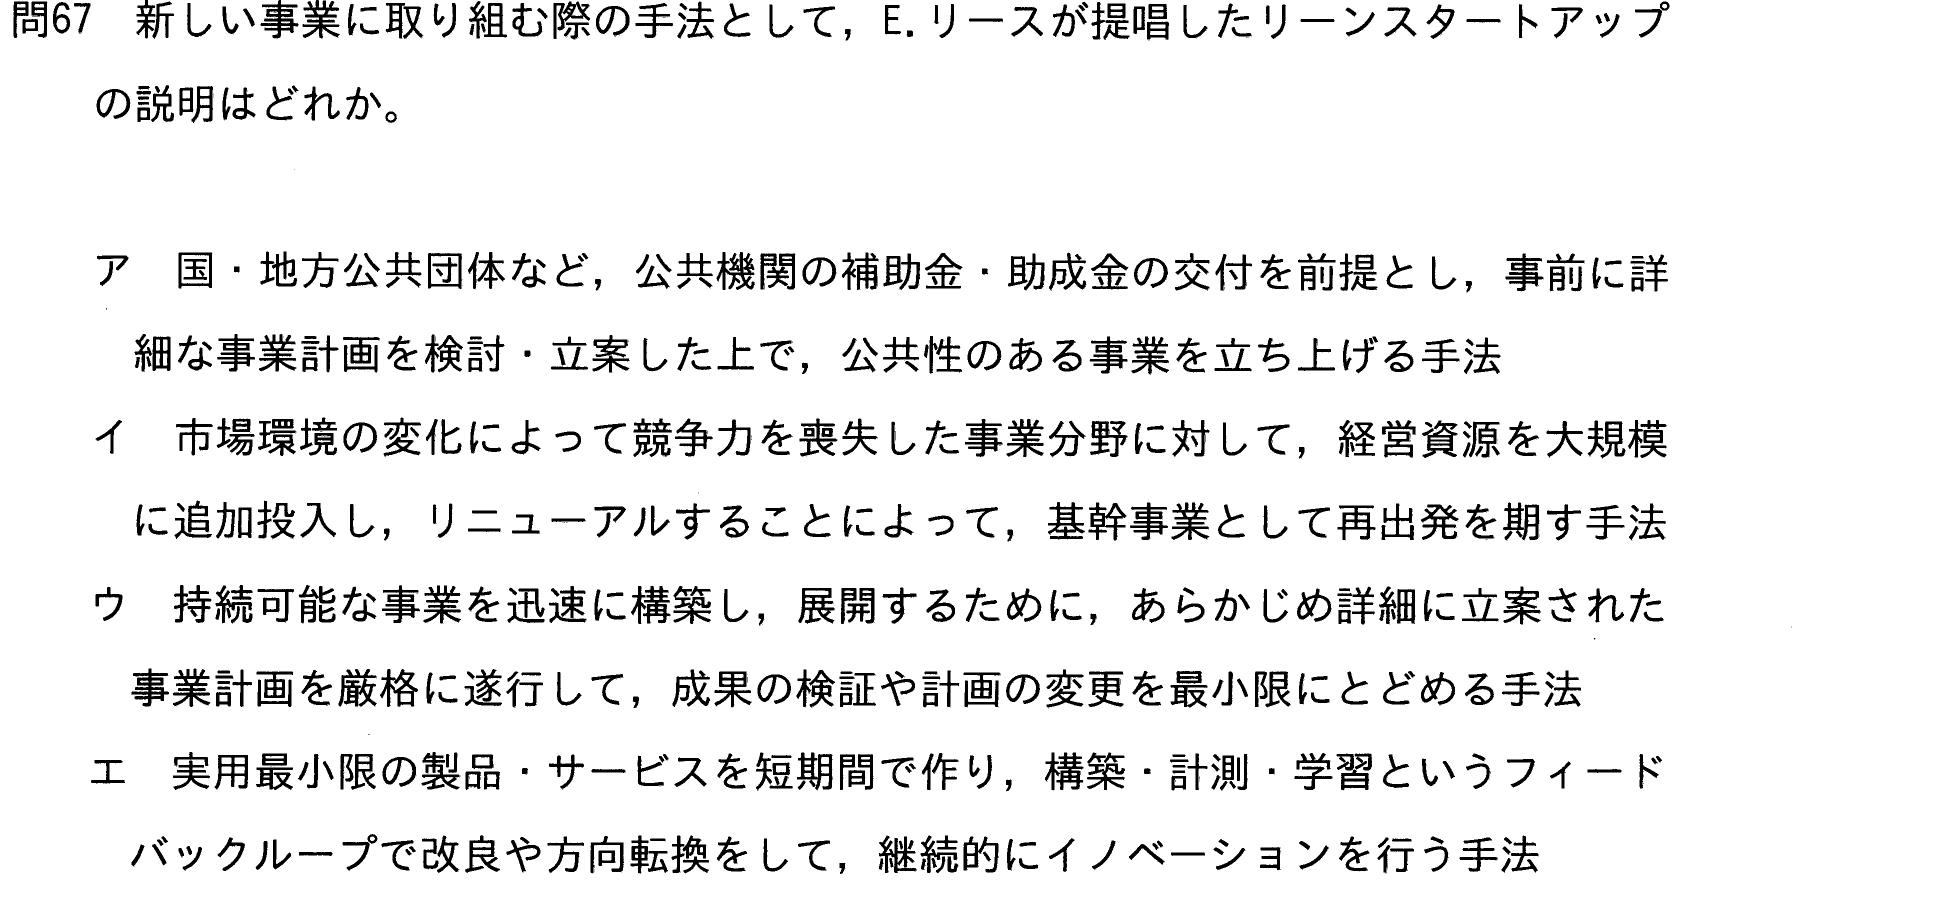 問67 新しい事業に取り組む際の手法として，E.リースが提唱したリーンスタートアップ
の説明はどれか。
ア 国・地方公共団体など，公共機関の補助金・助成金の交付を前提とし，事前に詳
細な事業計画を検討・立案した上で，公共性のある事業を立ち上げる手法
イ 市場環境の変化によって競争力を喪失した事業分野に対して，経営資源を大規模
に追加投入し，リニューアルすることによって，基幹事業として再出発を期す手法
ウ 持続可能な事業を迅速に構築し，展開するために，あらかじめ詳細に立案された
事業計画を厳格に遂行して，成果の検証や計画の変更を最小限にとどめる手法
エ 実用最小限の製品・サービスを短期間で作り，構築・計測・学習というフィード
バックループで改良や方向転換をして，継続的にイノベーションを行う手法